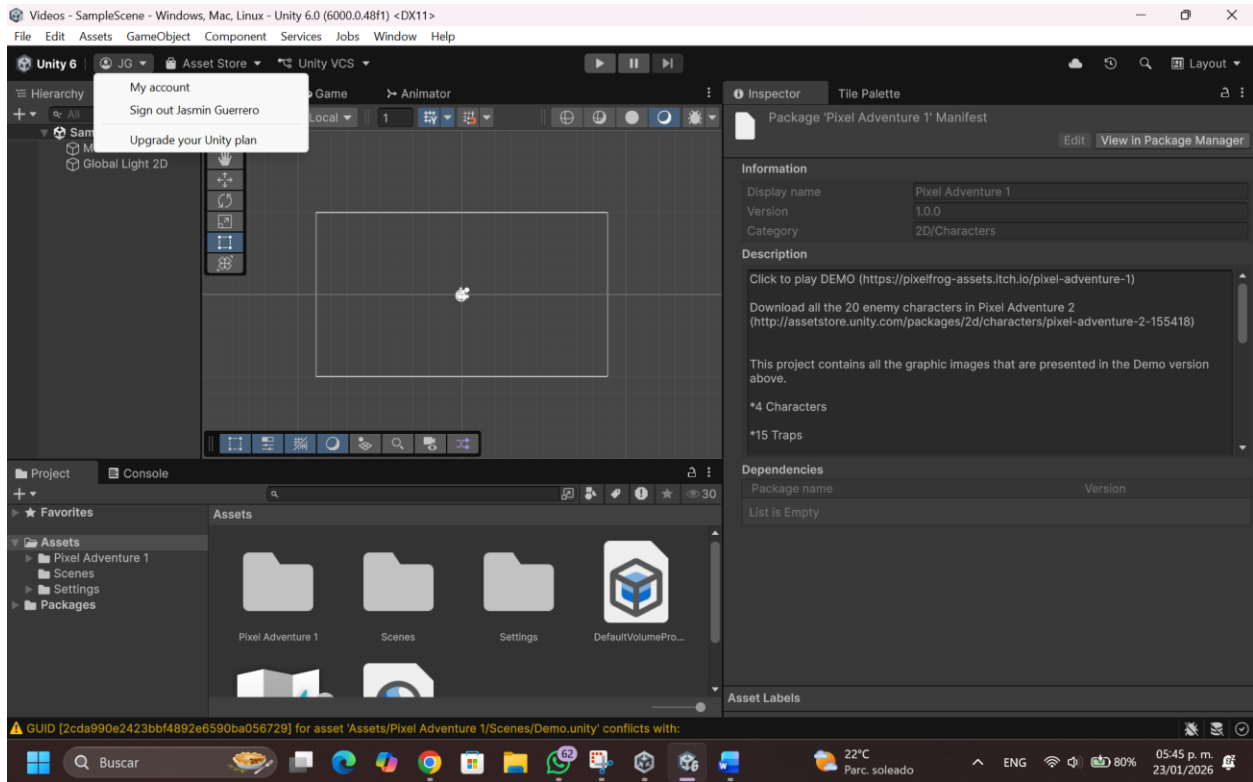 Videos - SampleScene - Windows, Mac, Linux - Unity 6.0 (6000.0.48f1) <DX11>
File Edit Assets GameObject Component Services Jobs Window Help
Unity 6 JG Asset Store Unity VCS Layout
My account
Sign out Jasmin Guerrero
Upgrade your Unity plan
Hierarchy Game Animator
All Local 1
Sam
M
Global Light 2D
Inspector Tile Palette
Package 'Pixel Adventure 1' Manifest
Edit View in Package Manager
Information
Display name Pixel Adventure 1
Version 1.0.0
Category 2D/Characters
Description
Click to play DEMO (https://pixelfrog-assets.itch.io/pixel-adventure-1)
Download all the 20 enemy characters in Pixel Adventure 2
(http://assetstore.unity.com/packages/2d/characters/pixel-adventure-2-155418)
This project contains all the graphic images that are presented in the Demo version
above.
*4 Characters
*15 Traps
Dependencies
Package name Version
List is Empty
Asset Labels
Project Console
30
Favorites
Assets
Pixel Adventure 1
Scenes
Settings
Packages
Assets
Pixel Adventure 1 Scenes Settings DefaultVolumePro...
GUID [2cda990e2423bbf4892e6590ba056729] for asset 'Assets/Pixel Adventure 1/Scenes/Demo.unity' conflicts with:
Buscar
62
22°C
Parc. soleado
ENG
80%
05:45 p. m.
23/01/2026